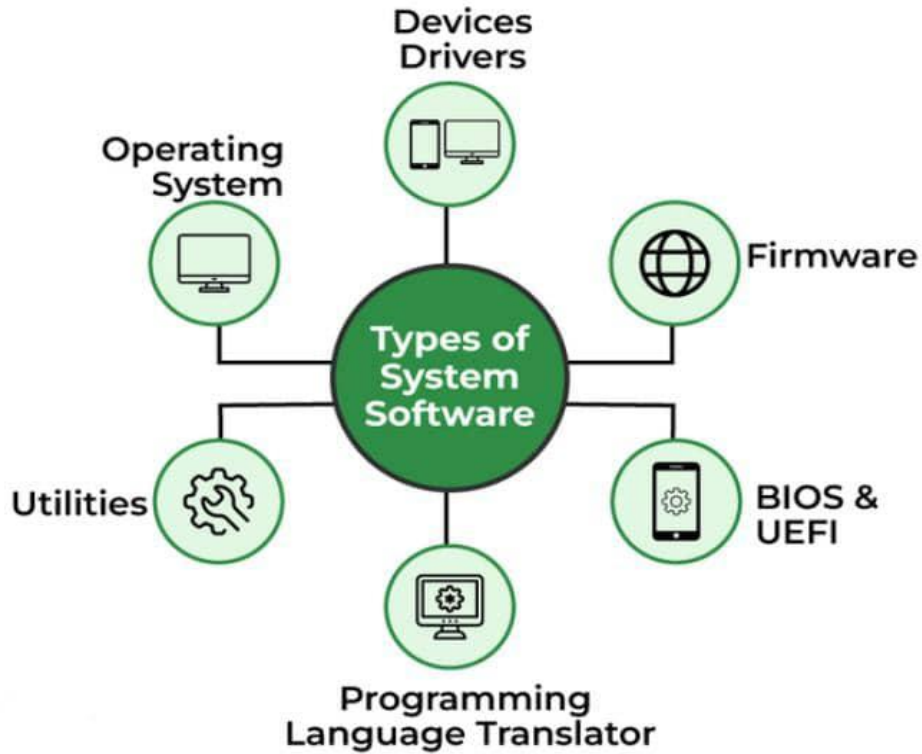 Devices
Drivers
Operating
System
Firmware
Types of
System
Software
Utilities
BIOS &
UEFI
Programming
Language Translator